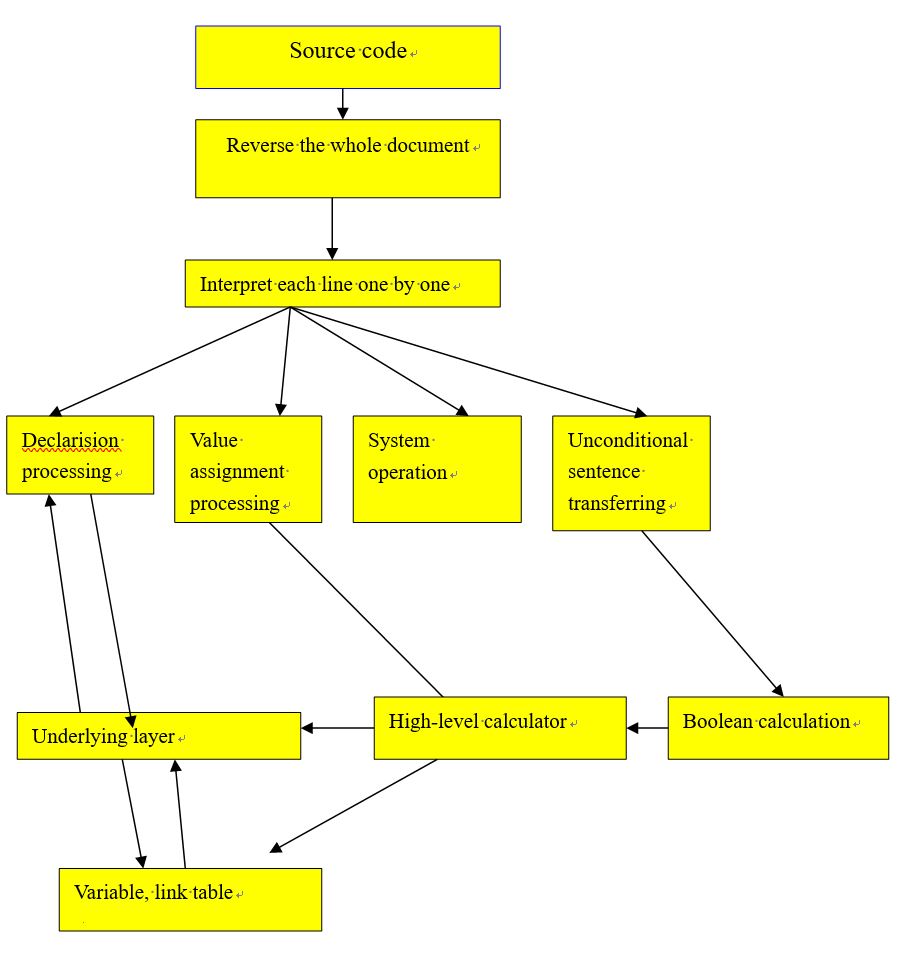 Source code
Reverse the whole document
Interpret each line one by one
Declarision
processing
Value
assignment
processing
System
operation
Unconditional
sentence
transferring
Underlying layer
High-level calculator
Boolean calculation
Variable, link table